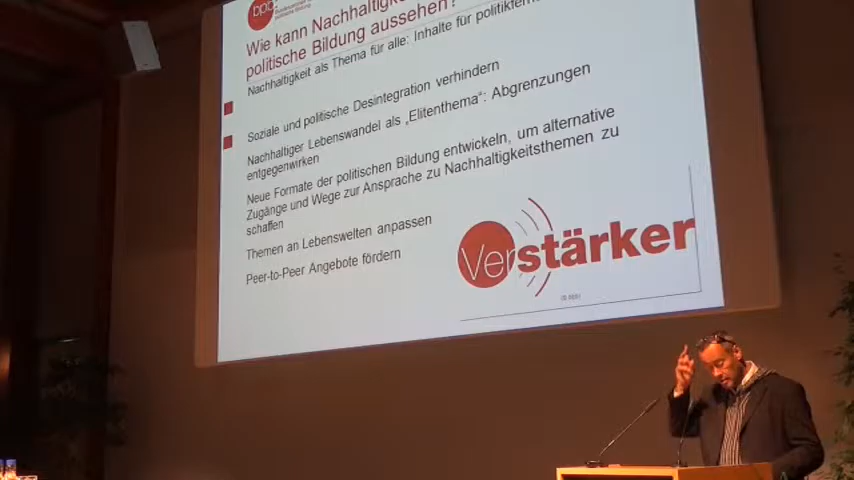 bpb
Wie kann Nachhaltigkeit
politische Bildung aussehen?
Nachhaltigkeit als Thema für alle: Inhalte für
Soziale und politische Desintegration verhindern
Nachhaltiger Lebenswandel als „Elitenthema“: Abgrenzungen
entgegenwirken
Neue Formate der politischen Bildung entwickeln, um alternative
Zugänge und Wege zur Ansprache zu Nachhaltigkeitsthemen zu
schaffen
Themen an Lebenswelten anpassen
Peer-to-Peer Angebote fördern
Verstärker